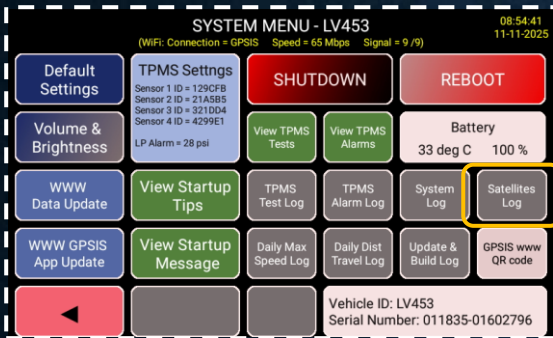 SYSTEM MENU - LV453
08:54:41
11-11-2025
(WiFi: Connection = GPSIS Speed = 65 Mbps Signal = 9 /9)
Default
Settings
TPMS Settngs
Sensor 1 ID = 129CFB
Sensor 2 ID = 21A5B5
Sensor 3 ID = 321DD4
Sensor 4 ID = 4299E1
LP Alarm = 28 psi
SHUTDOWN
REBOOT
Volume &
Brightness
View TPMS
Tests
View TPMS
Alarms
Battery
33 deg C 100 %
WWW
Data Update
View Startup
Tips
TPMS
Test Log
TPMS
Alarm Log
System
Log
Satellites
Log
WWW GPSIS
App Update
View Startup
Message
Daily Max
Speed Log
Daily Dist
Travel Log
Update &
Build Log
GPSIS www
QR code
Vehicle ID: LV453
Serial Number: 011835-01602796